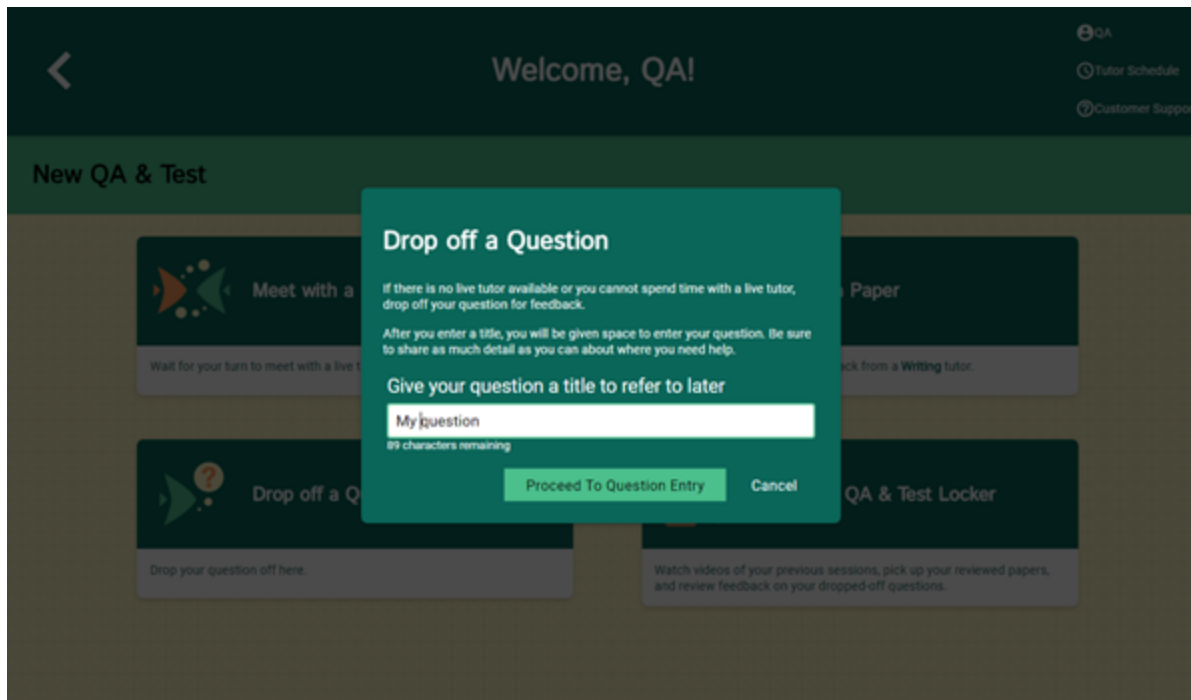 QA
Welcome, QA!
Tutor Schedule
Customer Suppor
New QA & Test
Drop off a Question
If there is no live tutor available or you cannot spend time with a live tutor,
drop off your question for feedback.
After you enter a title, you will be given space to enter your question. Be sure
to share as much detail as you can about where you need help.
Give your question a title to refer to later
My question
89 characters remaining
Proceed To Question Entry
Cancel
Meet with a
Paper
Wait for your turn to meet with a live t
ack from a Writing tutor.
Drop off a Q
QA & Test Locker
Drop your question off here.
Watch videos of your previous sessions, pick up your reviewed papers,
and review feedback on your dropped-off questions.